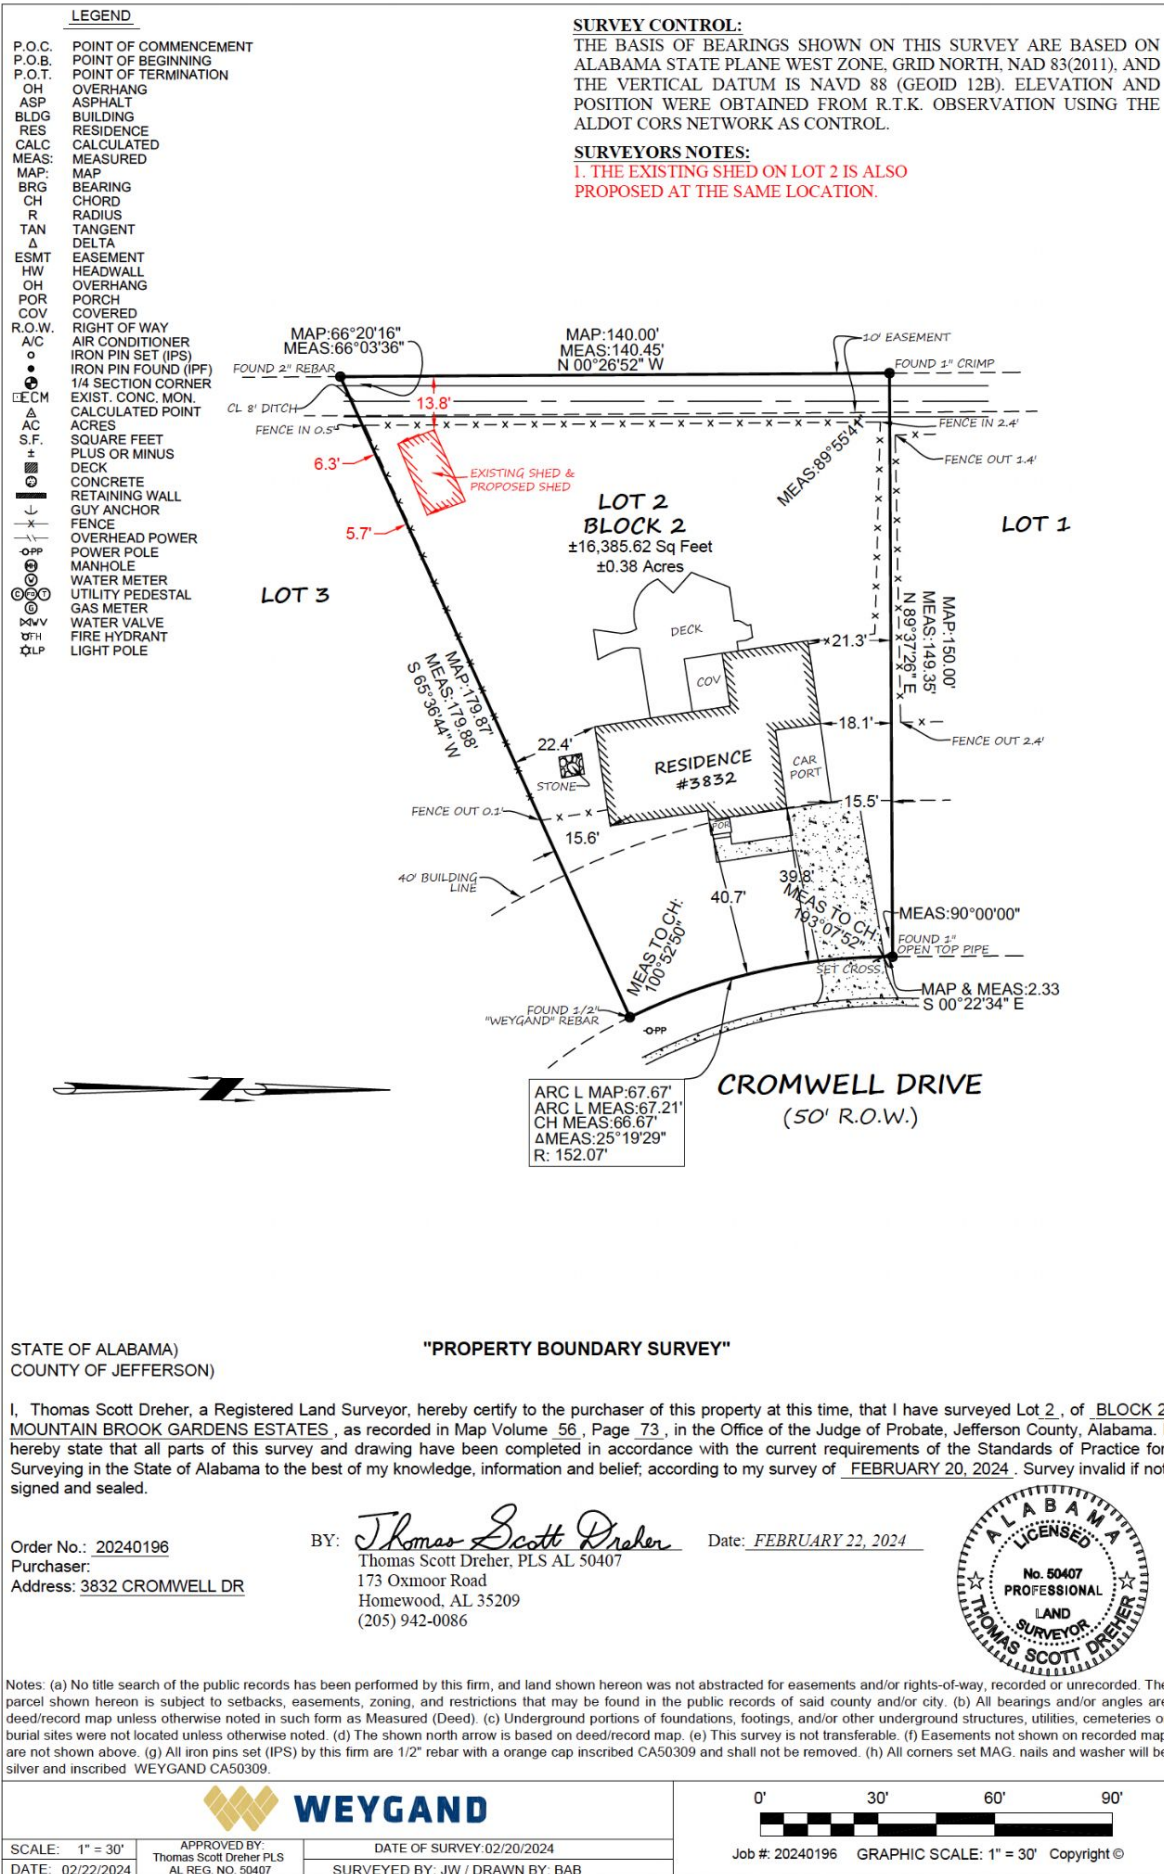 LEGEND
P.O.C. POINT OF COMMENCEMENT
P.O.B. POINT OF BEGINNING
P.O.T. POINT OF TERMINATION
OH OVERHANG
ASP ASPHALT
BLDG BUILDING
RES RESIDENCE
CALC CALCULATED
MEAS: MEASURED
MAP: MAP
BRG BEARING
CH CHORD
R RADIUS
TAN TANGENT
Δ DELTA
ESMT EASEMENT
HW HEADWALL
OH OVERHANG
POR PORCH
COV COVERED
R.O.W. RIGHT OF WAY
A/C AIR CONDITIONER
IRON PIN SET (IPS)
IRON PIN FOUND (IPF)
1/4 SECTION CORNER
ECM EXIST. CONC. MON.
CALCULATED POINT
AC ACRES
S.F. SQUARE FEET
± PLUS OR MINUS
DECK
CONCRETE
RETAINING WALL
GUY ANCHOR
x FENCE
OVERHEAD POWER
PP POWER POLE
MANHOLE
WATER METER
UTILITY PEDESTAL
G GAS METER
WV WATER VALVE
FH FIRE HYDRANT
LP LIGHT POLE
SURVEY CONTROL:
THE BASIS OF BEARINGS SHOWN ON THIS SURVEY ARE BASED ON
ALABAMA STATE PLANE WEST ZONE, GRID NORTH, NAD 83(2011), AND
THE VERTICAL DATUM IS NAVD 88 (GEOID 12B). ELEVATION AND
POSITION WERE OBTAINED FROM R.T.K. OBSERVATION USING THE
ALDOT CORS NETWORK AS CONTROL.
SURVEYORS NOTES:
1. THE EXISTING SHED ON LOT 2 IS ALSO
PROPOSED AT THE SAME LOCATION.
MAP:66°20'16"
MEAS:66°03'36"
MAP:140.00'
MEAS:140.45'
N 00°26'52" W
10' EASEMENT
FOUND 2" REBAR
FOUND 1" CRIMP
CL 8' DITCH
13.8'
FENCE IN 0.5'
FENCE IN 2.4'
MEAS:89°55'41"
FENCE OUT 1.4'
6.3'
EXISTING SHED &
PROPOSED SHED
5.7'
LOT 2
BLOCK 2
±16,385.62 Sq Feet
±0.38 Acres
LOT 1
LOT 3
DECK
COV
21.3'
MAP:150.00'
MEAS:149.35'
N 89°37'26" E
MAP:179.87'
MEAS:179.88'
S 65°36'44" W
18.1'
FENCE OUT 2.4'
22.4'
STONE
RESIDENCE
#3832
CAR
PORT
15.5'
FENCE OUT 0.1'
15.6'
POR
40' BUILDING
LINE
40.7'
39.8'
MEAS TO CH:
193°07'52"
MEAS:90°00'00"
FOUND 1"
OPEN TOP PIPE
SET CROSS
MEAS TO CH:
100°52'50"
MAP & MEAS:2.33
S 00°22'34" E
FOUND 1/2"
"WEYGAND" REBAR
PP
ARC L MAP:67.67'
ARC L MEAS:67.21'
CH MEAS:66.67'
ΔMEAS:25°19'29"
R: 152.07'
CROMWELL DRIVE
(50' R.O.W.)
STATE OF ALABAMA)
COUNTY OF JEFFERSON)
"PROPERTY BOUNDARY SURVEY"
I, Thomas Scott Dreher, a Registered Land Surveyor, hereby certify to the purchaser of this property at this time, that I have surveyed Lot 2 , of BLOCK 2
MOUNTAIN BROOK GARDENS ESTATES , as recorded in Map Volume 56 , Page 73 , in the Office of the Judge of Probate, Jefferson County, Alabama.
hereby state that all parts of this survey and drawing have been completed in accordance with the current requirements of the Standards of Practice for
Surveying in the State of Alabama to the best of my knowledge, information and belief; according to my survey of FEBRUARY 20, 2024 . Survey invalid if not
signed and sealed.
Order No.: 20240196
Purchaser:
Address: 3832 CROMWELL DR
BY: Thomas Scott Dreher
Thomas Scott Dreher, PLS AL 50407
173 Oxmoor Road
Homewood, AL 35209
(205) 942-0086
Date: FEBRUARY 22, 2024
ALABAMA
LICENSED
No. 50407
PROFESSIONAL
LAND
SURVEYOR
THOMAS SCOTT DREHER
Notes: (a) No title search of the public records has been performed by this firm, and land shown hereon was not abstracted for easements and/or rights-of-way, recorded or unrecorded. The
parcel shown hereon is subject to setbacks, easements, zoning, and restrictions that may be found in the public records of said county and/or city. (b) All bearings and/or angles are
deed/record map unless otherwise noted in such form as Measured (Deed). (c) Underground portions of foundations, footings, and/or other underground structures, utilities, cemeteries o
burial sites were not located unless otherwise noted. (d) The shown north arrow is based on deed/record map. (e) This survey is not transferable. (f) Easements not shown on recorded map
are not shown above. (g) All iron pins set (IPS) by this firm are 1/2" rebar with a orange cap inscribed CA50309 and shall not be removed. (h) All corners set MAG. nails and washer will be
silver and inscribed WEYGAND CA50309.
WEYGAND
SCALE: 1" = 30'
DATE: 02/22/2024
APPROVED BY:
Thomas Scott Dreher PLS
AL REG. NO. 50407
DATE OF SURVEY:02/20/2024
SURVEYED BY: JW / DRAWN BY: BAB
0' 30' 60' 90'
Job #: 20240196 GRAPHIC SCALE: 1" = 30' Copyright ©